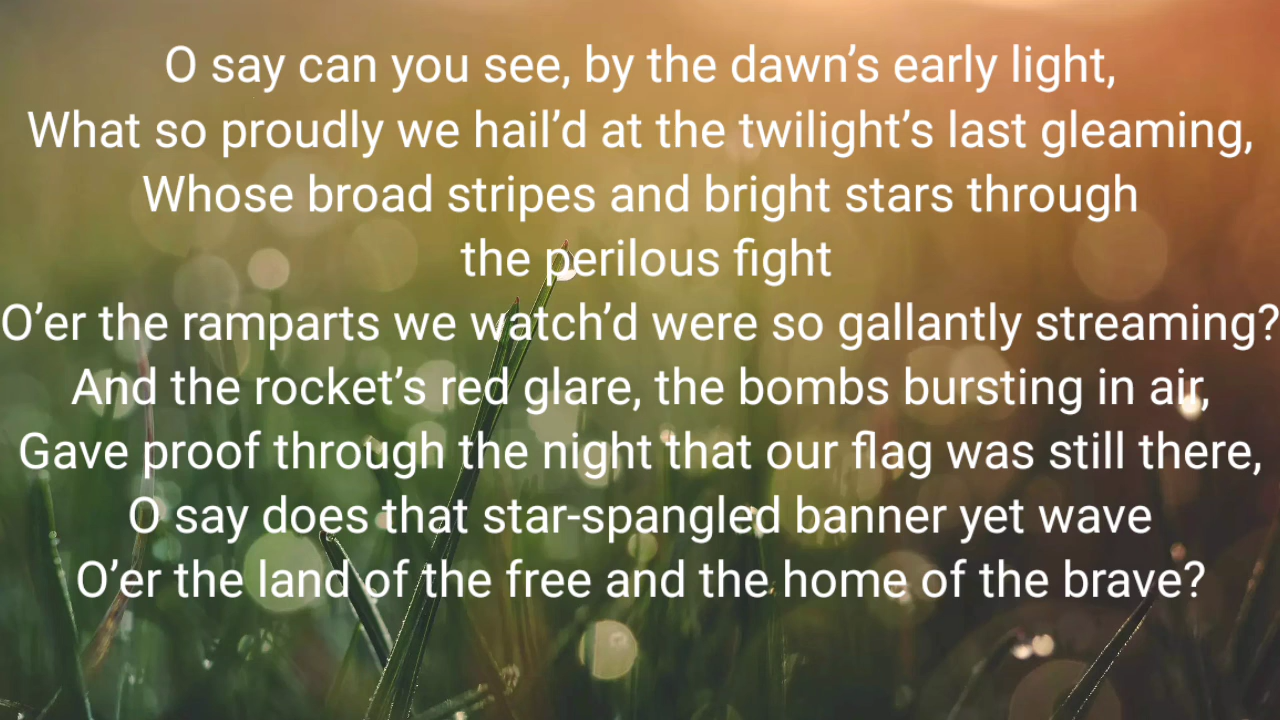 O say can you see, by the dawn’s early light,
What so proudly we hail’d at the twilight’s last gleaming,
Whose broad stripes and bright stars through
the perilous fight
O’er the ramparts we watch’d were so gallantly streaming?
And the rocket’s red glare, the bombs bursting in air,
Gave proof through the night that our flag was still there,
O say does that star-spangled banner yet wave
O’er the land of the free and the home of the brave?